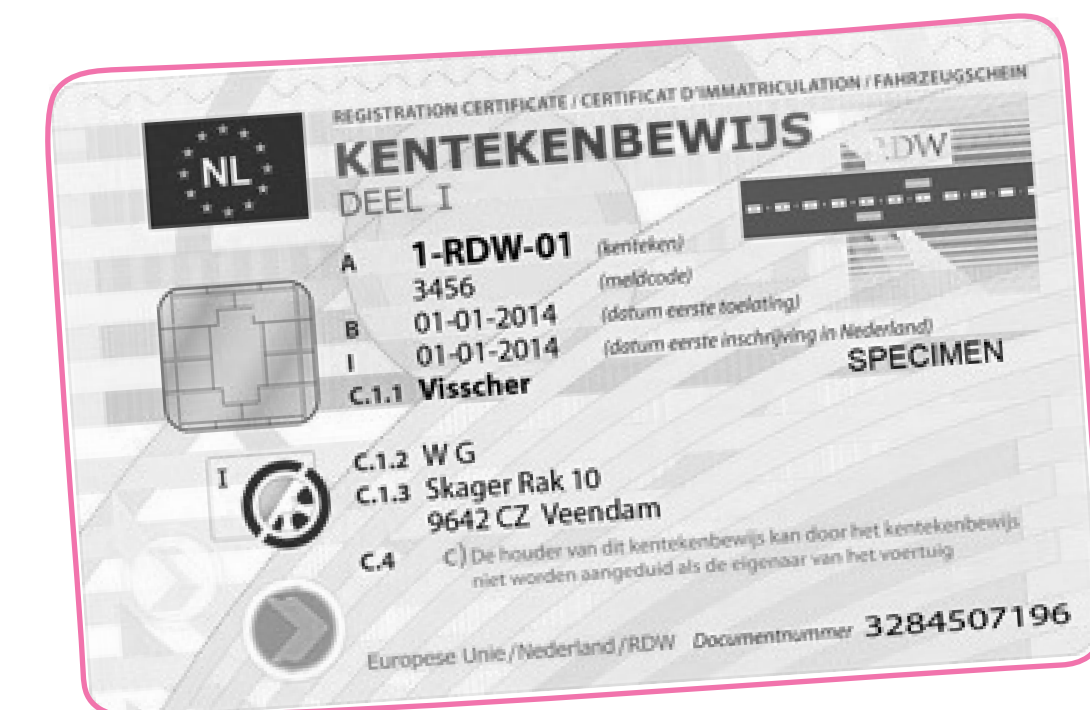 REGISTRATION CERTIFICATE / CERTIFICAT D'IMMATRICULATION / FAHRZEUGSCHEIN
NL
KENTEKENBEWIJS
RDW
DEEL I
A 1-RDW-01 (kenteken)
3456 (meldcode)
B 01-01-2014 (datum eerste toelating)
I 01-01-2014 (datum eerste inschrijving in Nederland)
SPECIMEN
C.1.1 Visscher
C.1.2 W G
I
C.1.3 Skager Rak 10
9642 CZ Veendam
C.4 C) De houder van dit kentekenbewijs kan door het kentekenbewijs
niet worden aangeduid als de eigenaar van het voertuig
Europese Unie/Nederland/RDW Documentnummer 3284507196